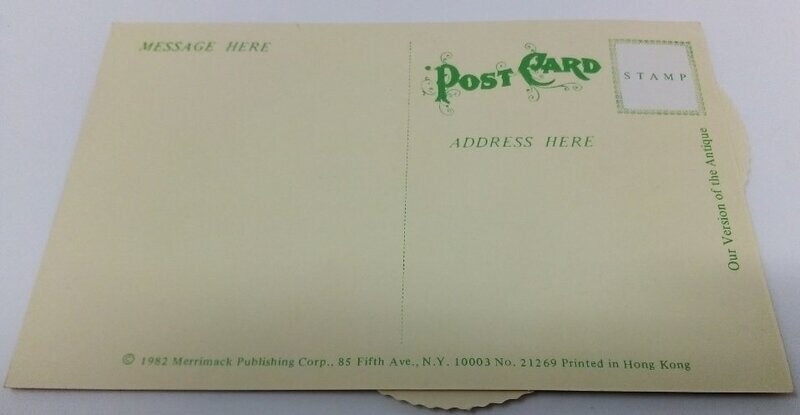 MESSAGE HERE
POST CARD
STAMP
ADDRESS HERE
Our Version of the Antique
© 1982 Merrimack Publishing Corp., 85 Fifth Ave., N.Y. 10003 No. 21269 Printed in Hong Kong